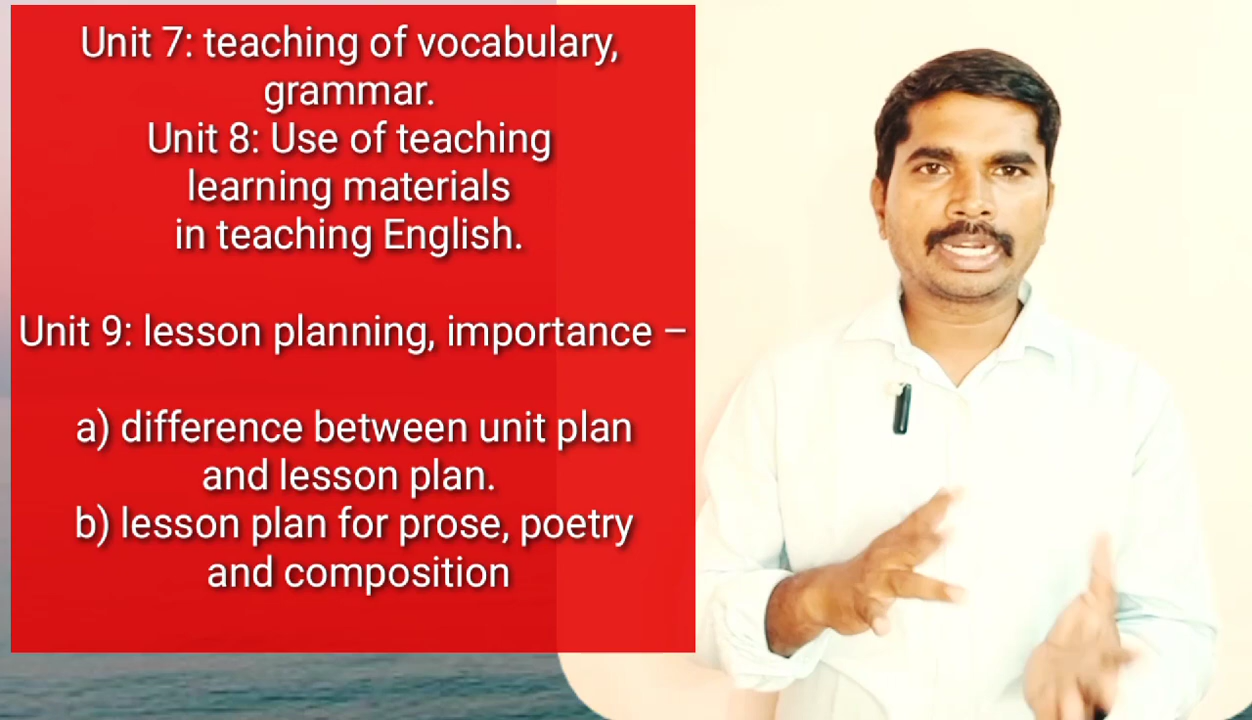 Unit 7: teaching of vocabulary,
grammar.
Unit 8: Use of teaching
learning materials
in teaching English.
Unit 9: lesson planning, importance –
a) difference between unit plan
and lesson plan.
b) lesson plan for prose, poetry
and composition